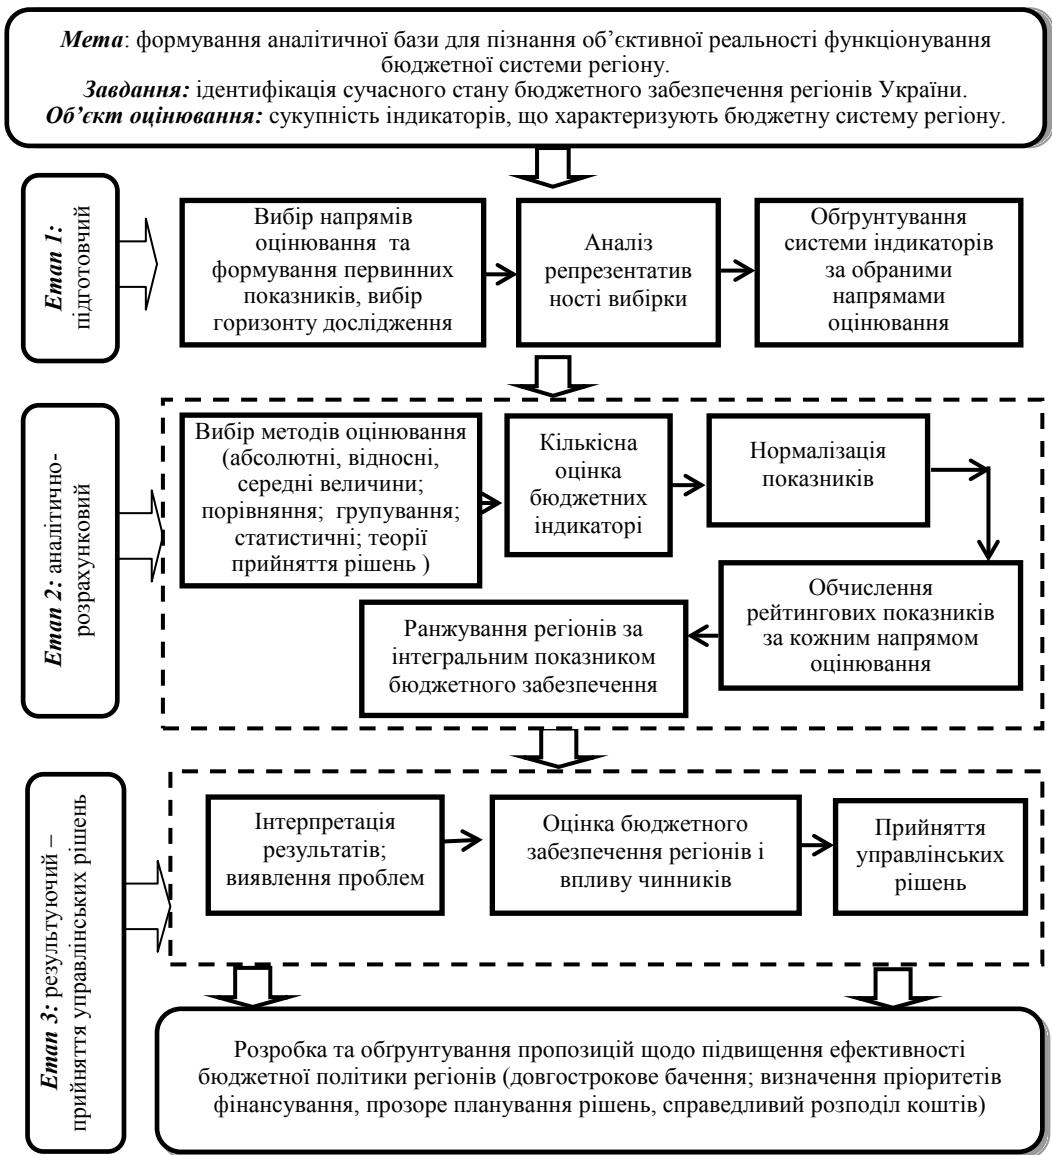 Мета: формування аналітичної бази для пізнання об’єктивної реальності функціонування
бюджетної системи регіону.
Завдання: ідентифікація сучасного стану бюджетного забезпечення регіонів України.
Об’єкт оцінювання: сукупність індикаторів, що характеризують бюджетну систему регіону.
Етап 1:
підготовчий
Вибір напрямів
оцінювання та
формування первинних
показників, вибір
горизонту дослідження
Аналіз
репрезентатив
ності вибірки
Обґрунтування
системи індикаторів
за обраними
напрямами
оцінювання
Етап 2: аналітично-
розрахунковий
Вибір методів оцінювання
(абсолютні, відносні,
середні величини;
порівняння; групування;
статистичні; теорії
прийняття рішень )
Кількісна
оцінка
бюджетних
індикаторі
Нормалізація
показників
Обчислення
рейтингових показників
за кожним напрямом
оцінювання
Ранжування регіонів за
інтегральним показником
бюджетного забезпечення
Етап 3: результуючий –
прийняття управлінських рішень
Інтерпретація
результатів;
виявлення проблем
Оцінка бюджетного
забезпечення регіонів і
впливу чинників
Прийняття
управлінських
рішень
Розробка та обґрунтування пропозицій щодо підвищення ефективності
бюджетної політики регіонів (довгострокове бачення; визначення пріоритетів
фінансування, прозоре планування рішень, справедливий розподіл коштів)